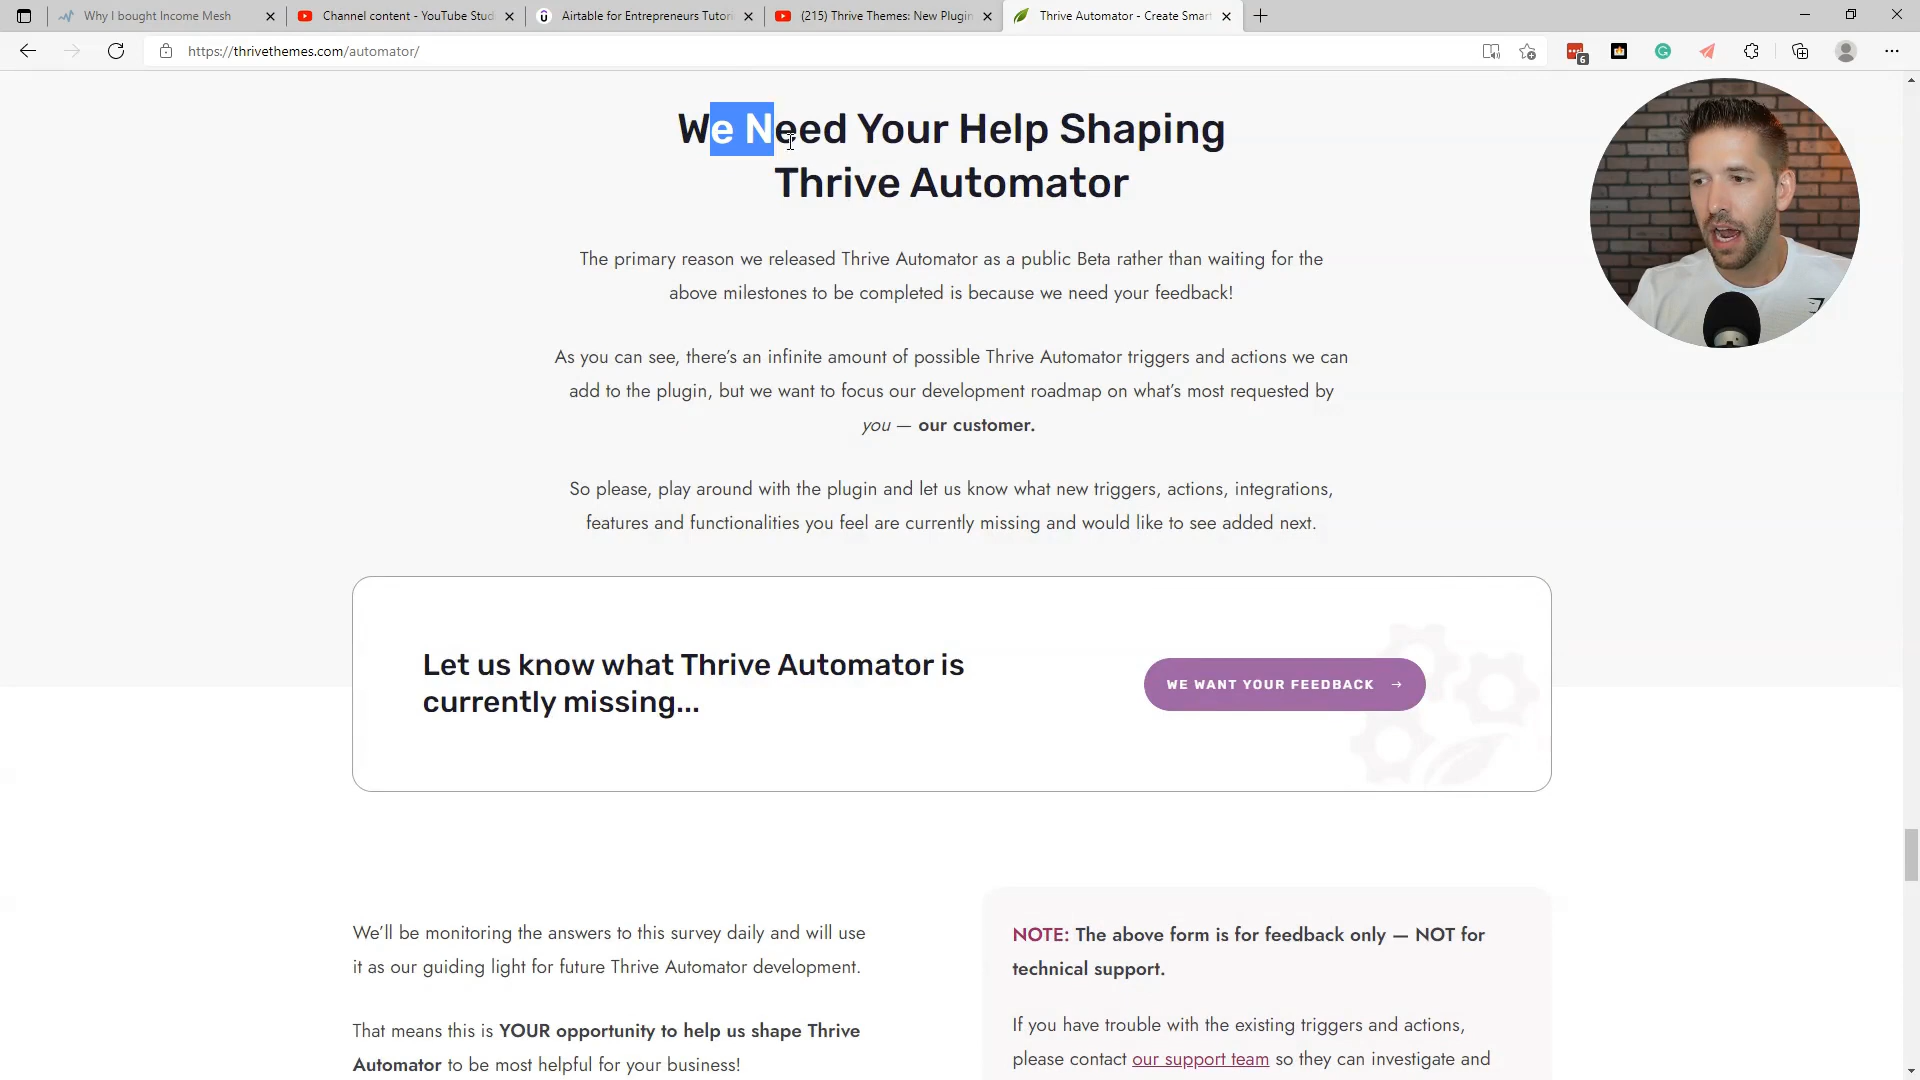 Why I bought Income Mesh
Channel content - YouTube Stud
Airtable for Entrepreneurs Tutori
(215) Thrive Themes: New Plugin
Thrive Automator - Create Smart
https://thrivethemes.com/automator/
6
We Need Your Help Shaping
Thrive Automator
The primary reason we released Thrive Automator as a public Beta rather than waiting for the
above milestones to be completed is because we need your feedback!
As you can see, there's an infinite amount of possible Thrive Automator triggers and actions we can
add to the plugin, but we want to focus our development roadmap on what's most requested by
you — our customer.
So please, play around with the plugin and let us know what new triggers, actions, integrations,
features and functionalities you feel are currently missing and would like to see added next.
Let us know what Thrive Automator is
currently missing...
WE WANT YOUR FEEDBACK →
We'll be monitoring the answers to this survey daily and will use
it as our guiding light for future Thrive Automator development.
That means this is YOUR opportunity to help us shape Thrive
Automator to be most helpful for your business!
NOTE: The above form is for feedback only — NOT for
technical support.
If you have trouble with the existing triggers and actions,
please contact our support team so they can investigate and